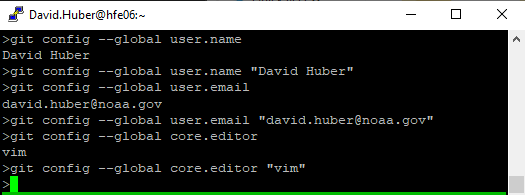 David.Huber@hfe06:~
>git config --global user.name
David Huber
>git config --global user.name "David Huber"
>git config --global user.email
david.huber@noaa.gov
>git config --global user.email "david.huber@noaa.gov"
>git config --global core.editor
vim
>git config --global core.editor "vim"
>